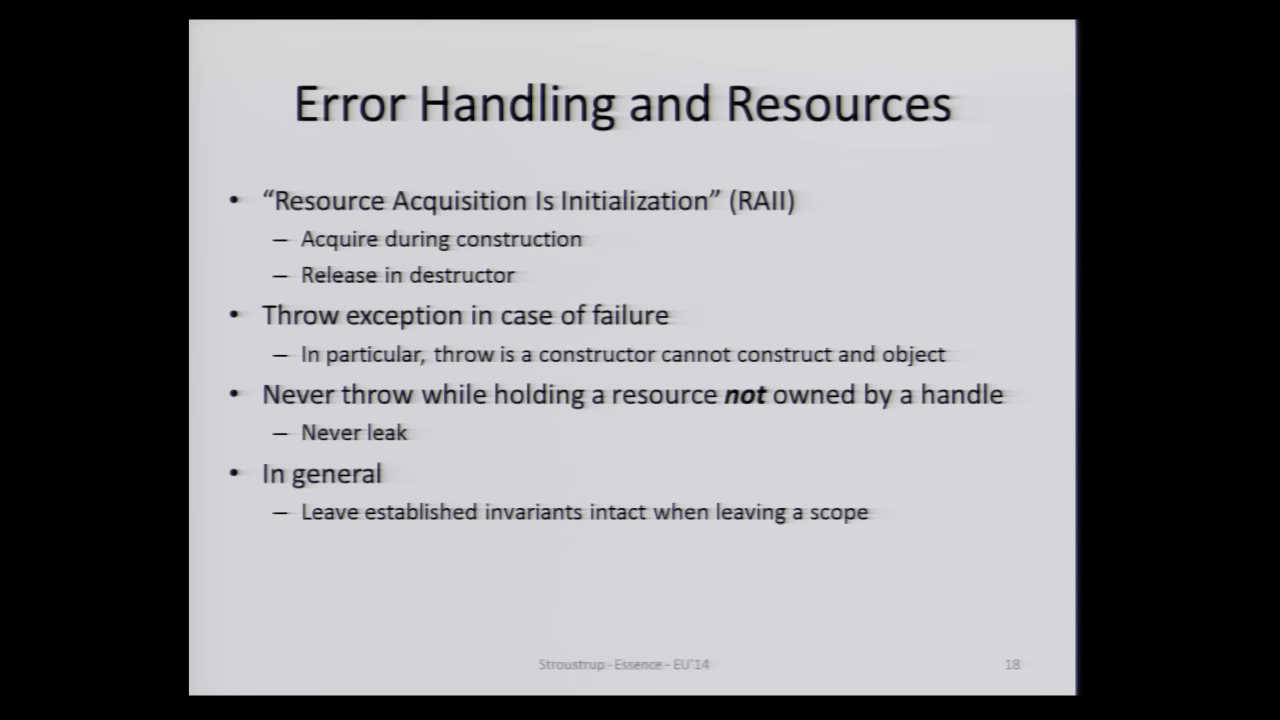 Error Handling and Resources
• “Resource Acquisition Is Initialization” (RAII)
– Acquire during construction
– Release in destructor
• Throw exception in case of failure
– In particular, throw is a constructor cannot construct and object
• Never throw while holding a resource not owned by a handle
– Never leak
• In general
– Leave established invariants intact when leaving a scope
Stroustrup - Essence - EU'14
18